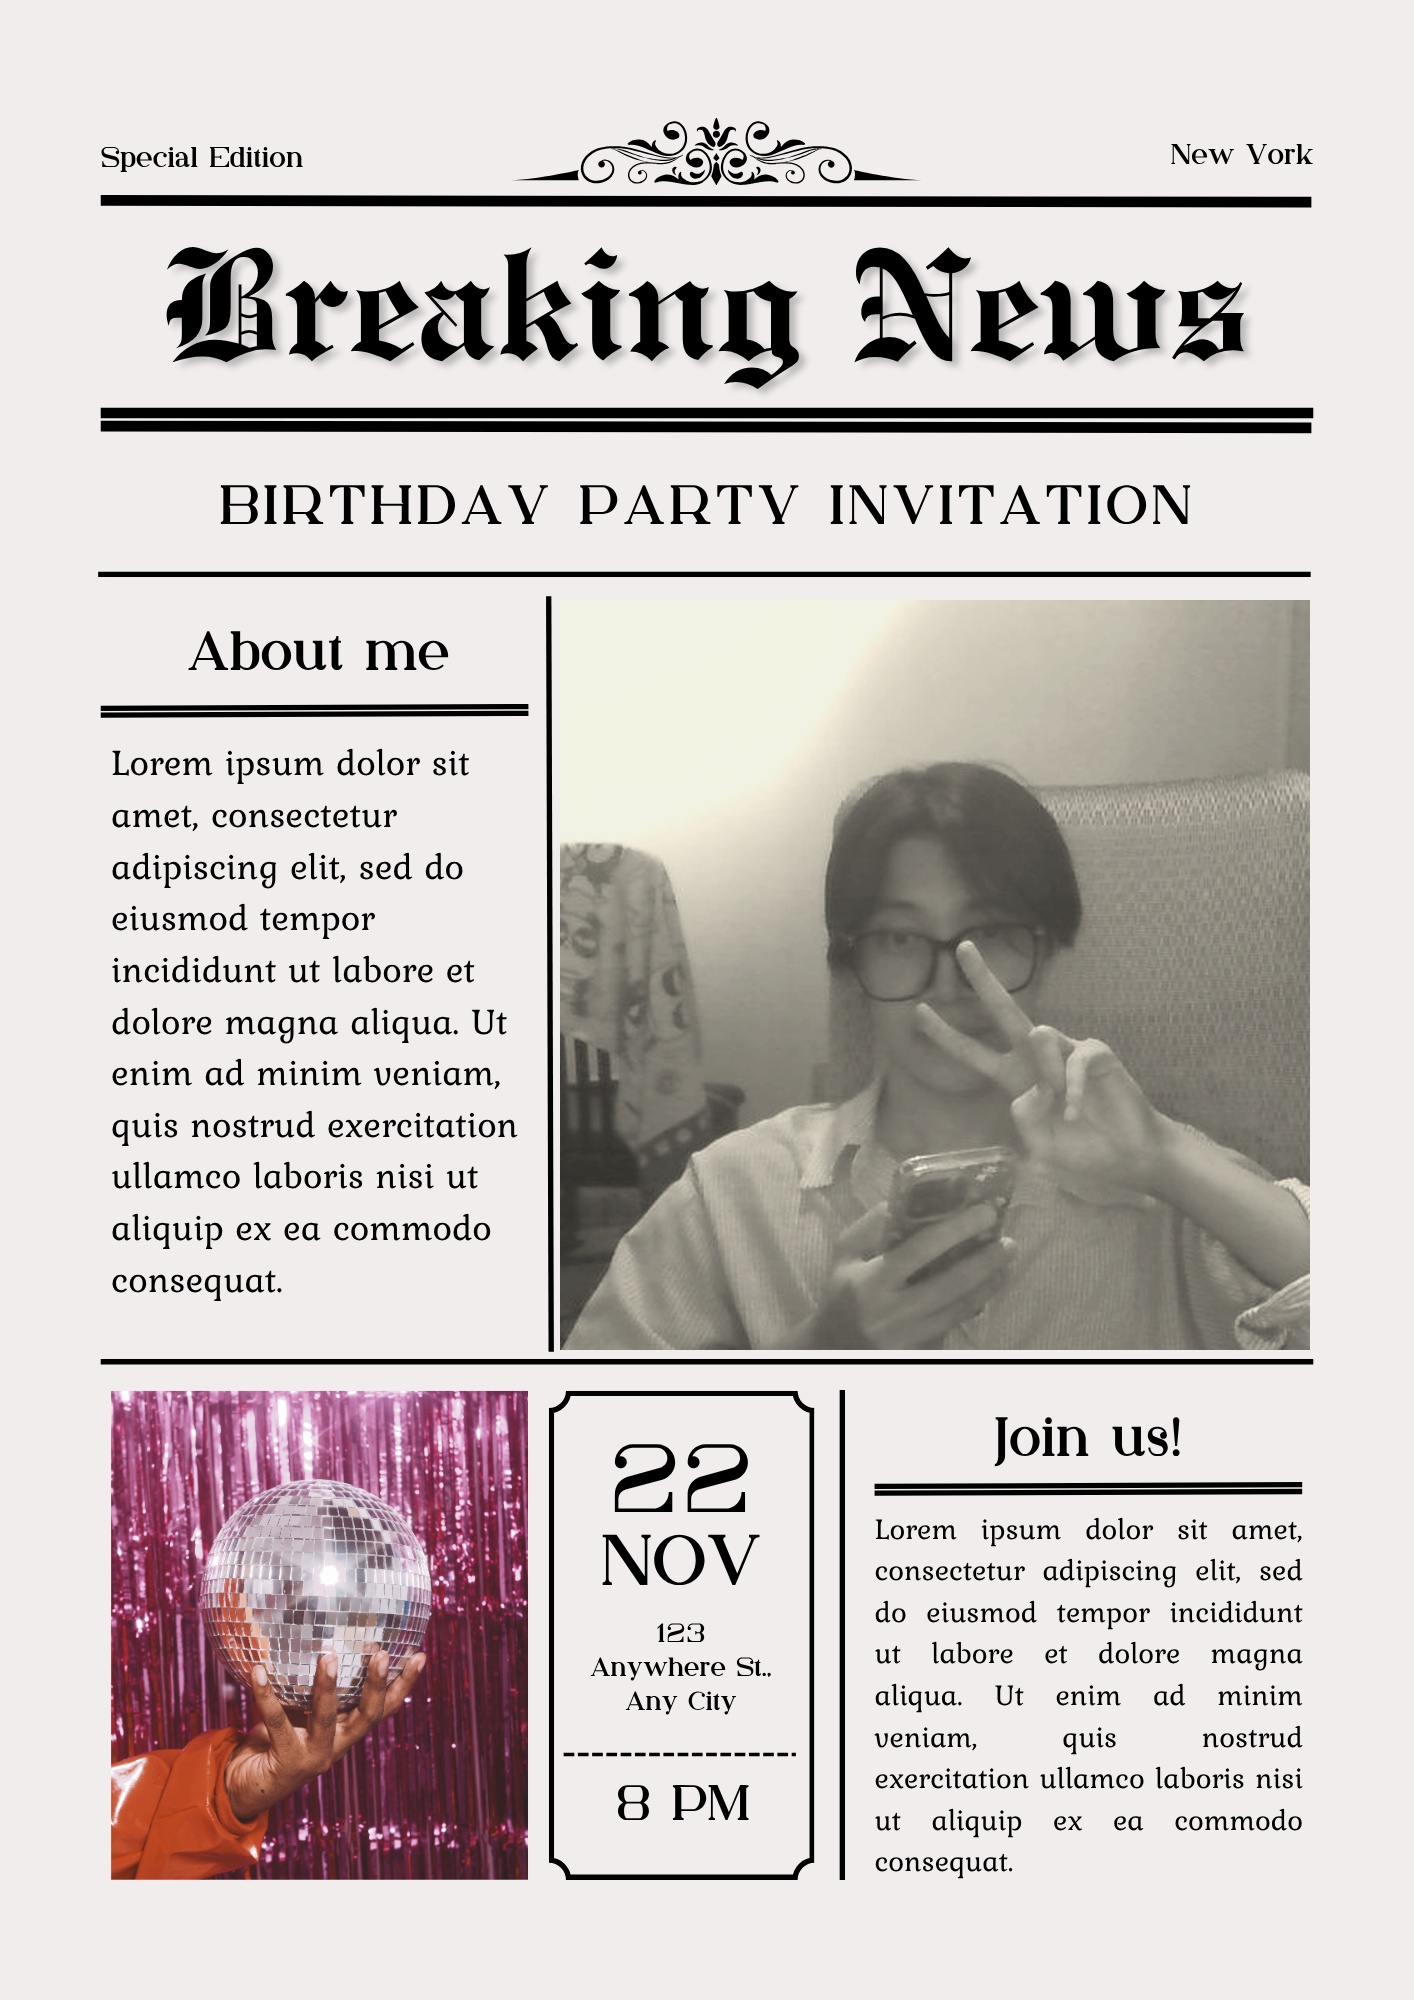 Special Edition
New York
Breaking News
BIRTHDAY PARTY INVITATION
About me
Lorem ipsum dolor sit
amet, consectetur
adipiscing elit, sed do
eiusmod tempor
incididunt ut labore et
dolore magna aliqua. Ut
enim ad minim veniam,
quis nostrud exercitation
ullamco laboris nisi ut
aliquip ex ea commodo
consequat.
22
NOV
123
Anywhere St.,
Any City
8 PM
Join us!
Lorem ipsum dolor sit amet,
consectetur adipiscing elit, sed
do eiusmod tempor incididunt
ut labore et dolore magna
aliqua. Ut enim ad minim
veniam, quis nostrud
exercitation ullamco laboris nisi
ut aliquip ex ea commodo
consequat.